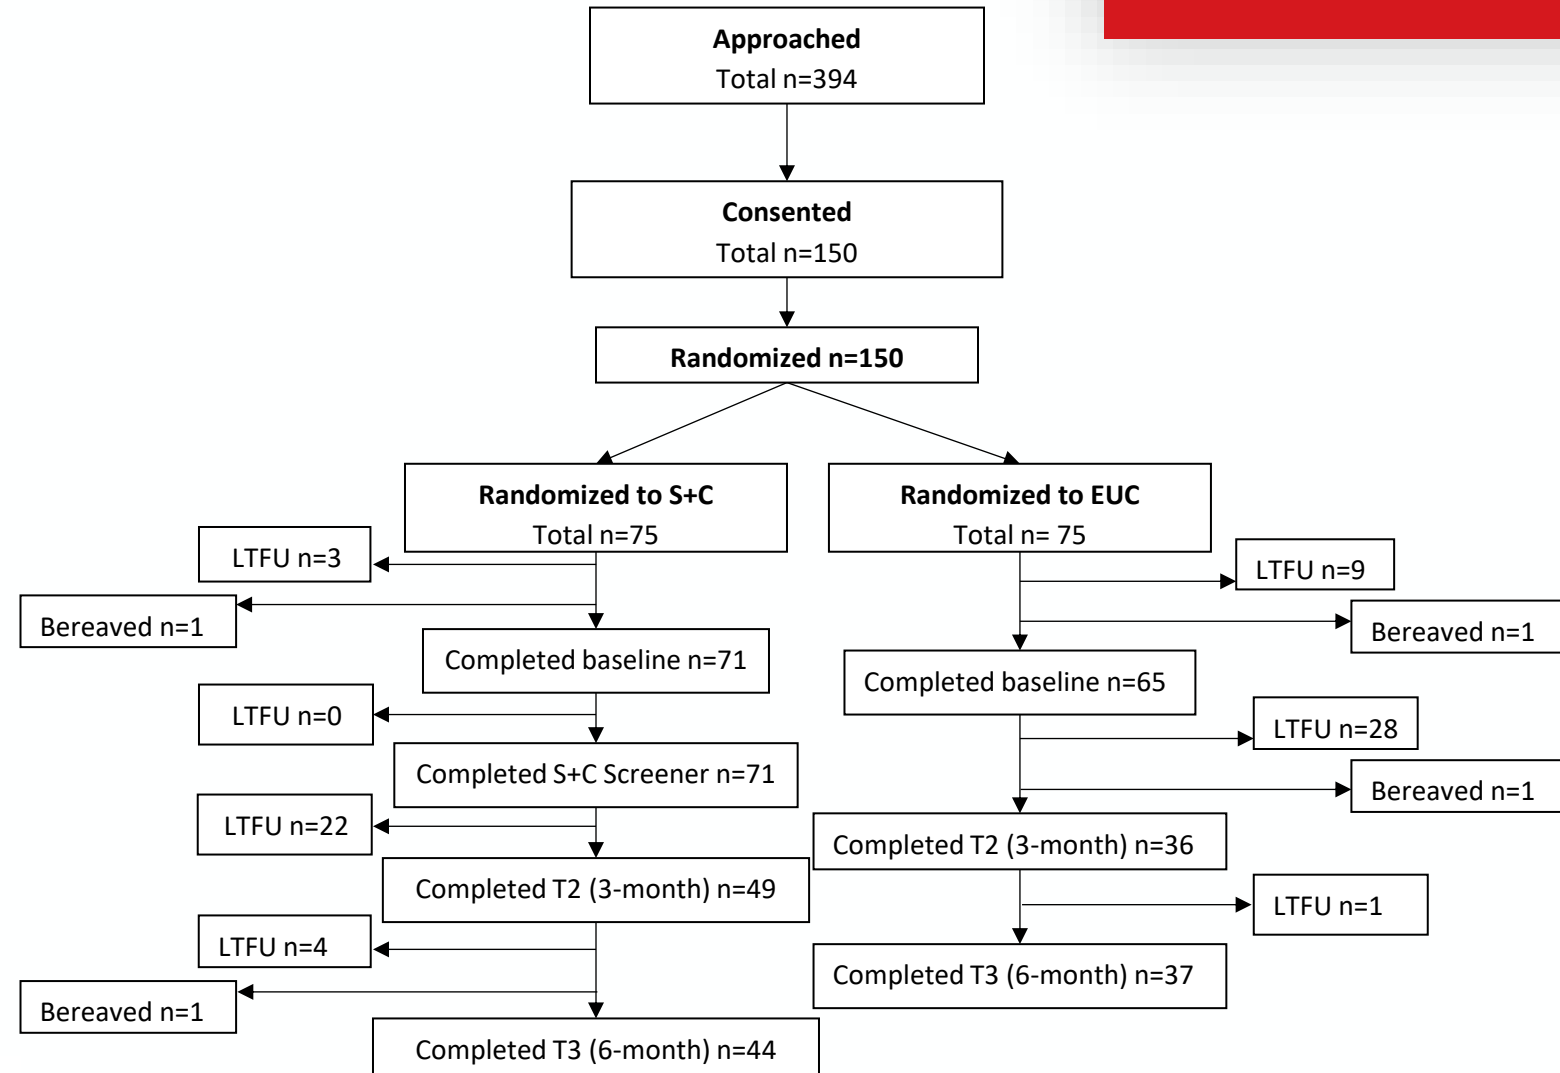 Approached
Total n=394
Consented
Total n=150
Randomized n=150
Randomized to S+C
Total n=75
LTFU n=3
Bereaved n=1
Completed baseline n=71
LTFU n=0
Completed S+C Screener n=71
LTFU n=22
Completed T2 (3-month) n=49
LTFU n=4
Bereaved n=1
Completed T3 (6-month) n=44
Randomized to EUC
Total n= 75
LTFU n=9
Bereaved n=1
Completed baseline n=65
LTFU n=28
Bereaved n=1
Completed T2 (3-month) n=36
LTFU n=1
Completed T3 (6-month) n=37